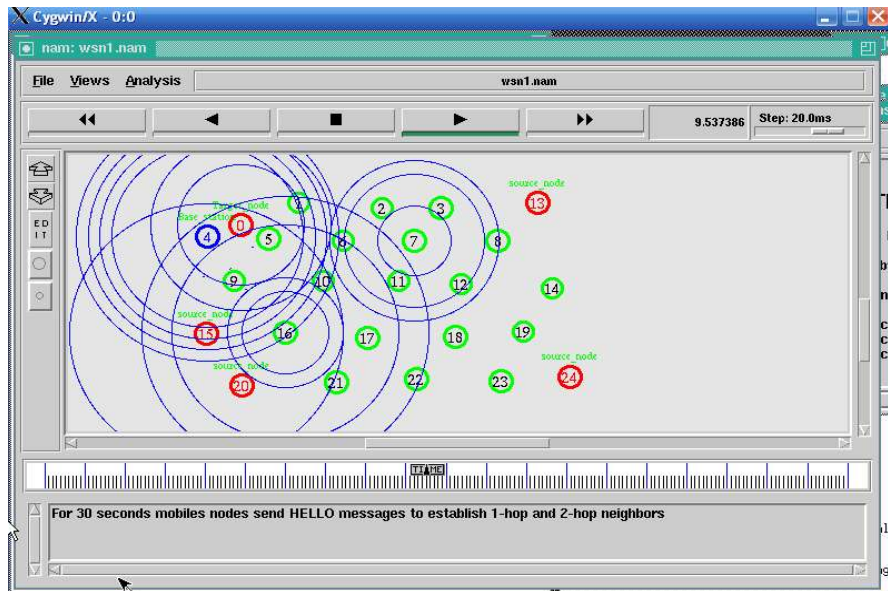 Cygwin/X - 0:0
nam: wsn1.nam
File Views Analysis wsn1.nam
9.537386 Step: 20.0ms
E D
I T
source_node
Target_node
Base_station
1 2 3 13
0 4 5 6 7 8
9 10 11 12 14
source_node
15 16 17 18 19
source_node source_node
20 21 22 23 24
TIME
For 30 seconds mobiles nodes send HELLO messages to establish 1-hop and 2-hop neighbors